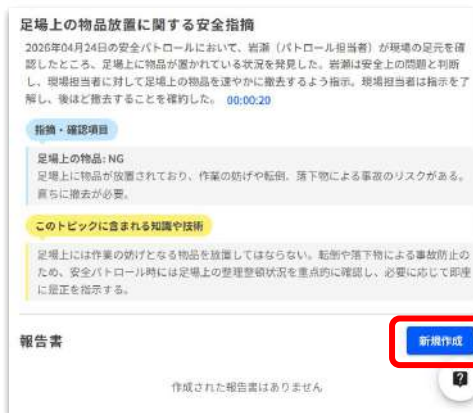 足場上の物品放置に関する安全指摘
2026年04月24日の安全パトロールにおいて、岩瀬（パトロール担当者）が現場の足元を確
認したところ、足場上に物品が置かれている状況を発見した。岩瀬は安全上の問題と判断
し、現場担当者に対して足場上の物品を速やかに撤去するよう指示。現場担当者は指示を了
解し、後ほど撤去することを確約した。 00:00:20
指摘・確認項目
足場上の物品: NG
足場上に物品が放置されており、作業の妨げや転倒、落下物による事故のリスクがある。
直ちに撤去が必要。
このトピックに含まれる知識や技術
足場上には作業の妨げとなる物品を放置してはならない。転倒や落下物による事故防止の
ため、安全パトロール時には足場上の整理整頓状況を重点的に確認し、必要に応じて即座
に是正を指示する。
報告書
新規作成
作成された報告書はありません
?